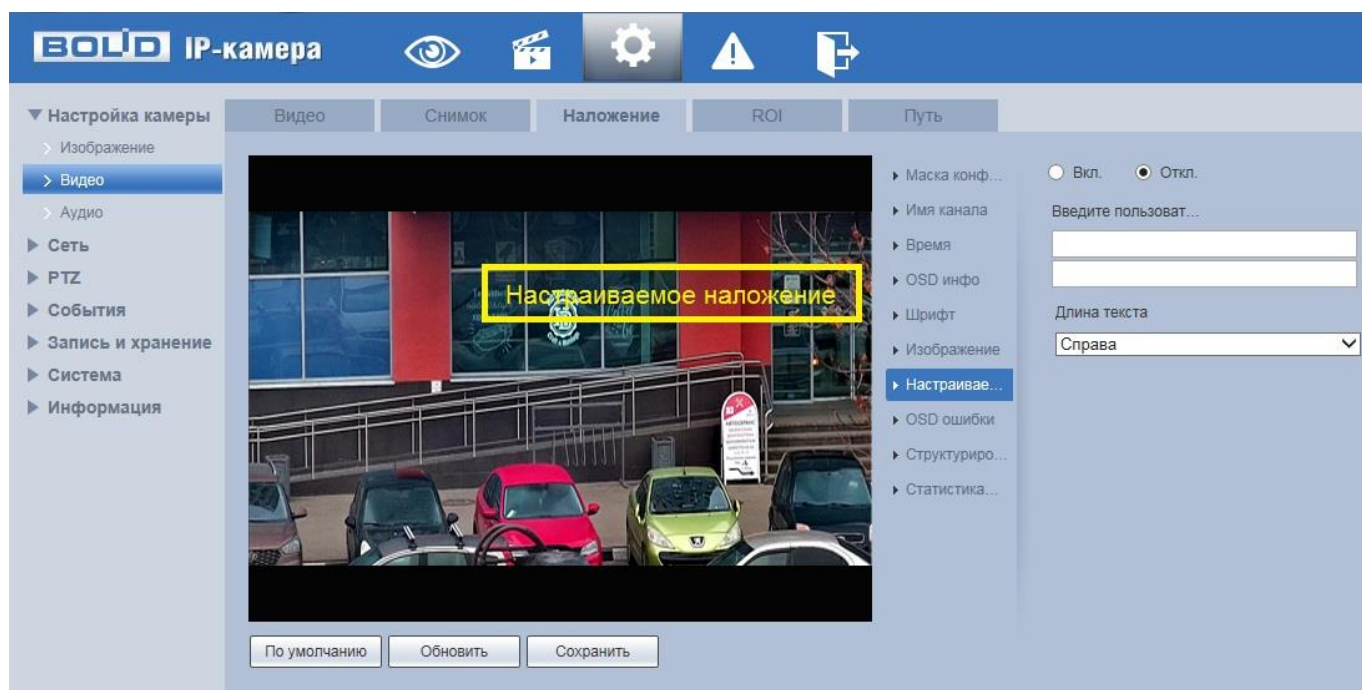 BOLID IP-камера
Настройка камеры
Изображение
Видео
Аудио
Сеть
PTZ
События
Запись и хранение
Система
Информация
Видео
Снимок
Наложение
ROI
Путь
Настраиваемое наложение
АВТОСЕРВИС
По умолчанию
Обновить
Сохранить
Маска конф...
Имя канала
Время
OSD инфо
Шрифт
Изображение
Настраивае...
OSD ошибки
Структуриро...
Статистика...
Вкл.
Откл.
Введите пользоват...
Длина текста
Справа